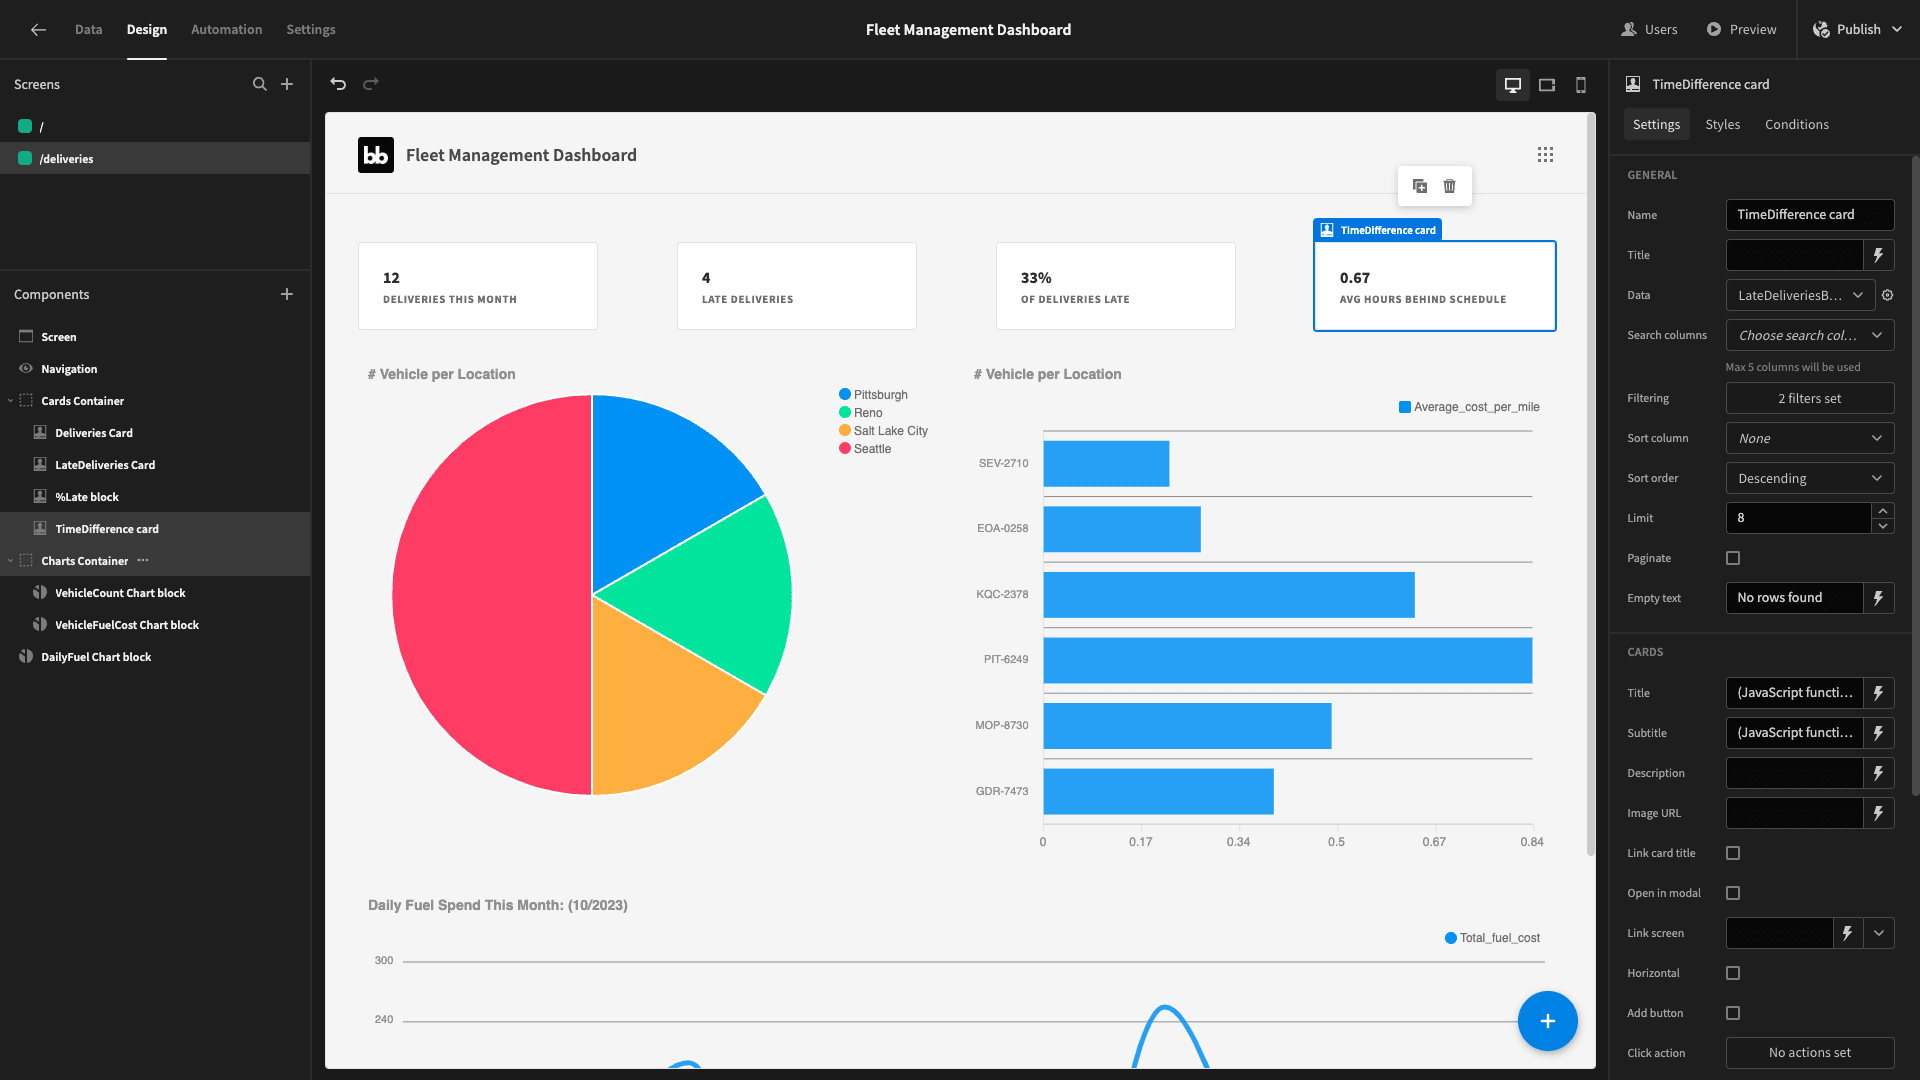 Data
Design
Automation
Settings
Fleet Management Dashboard
Users
Preview
Publish
Screens
/
/deliveries
Components
Screen
Navigation
Cards Container
Deliveries Card
LateDeliveries Card
%Late block
TimeDifference card
Charts Container
VehicleCount Chart block
VehicleFuelCost Chart block
DailyFuel Chart block
bb
Fleet Management Dashboard
TimeDifference card
12
DELIVERIES THIS MONTH
4
LATE DELIVERIES
33%
OF DELIVERIES LATE
0.67
AVG HOURS BEHIND SCHEDULE
# Vehicle per Location
Pittsburgh
Reno
Salt Lake City
Seattle
# Vehicle per Location
Average_cost_per_mile
SEV-2710
EOA-0258
KQC-2378
PIT-6249
MOP-8730
GDR-7473
0
0.17
0.34
0.5
0.67
0.84
Daily Fuel Spend This Month: (10/2023)
Total_fuel_cost
300
240
TimeDifference card
Settings
Styles
Conditions
GENERAL
Name
TimeDifference card
Title
Data
LateDeliveriesB...
Search columns
Choose search col...
Max 5 columns will be used
Filtering
2 filters set
Sort column
None
Sort order
Descending
Limit
8
Paginate
Empty text
No rows found
CARDS
Title
(JavaScript functi...
Subtitle
(JavaScript functi...
Description
Image URL
Link card title
Open in modal
Link screen
Horizontal
Add button
Click action
No actions set